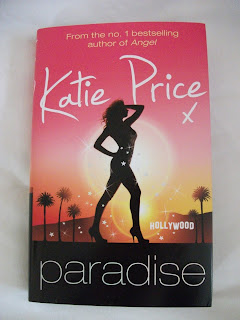 From the no. 1 bestselling
author of Angel
Katie Price
x
HOLLYWOOD
paradise